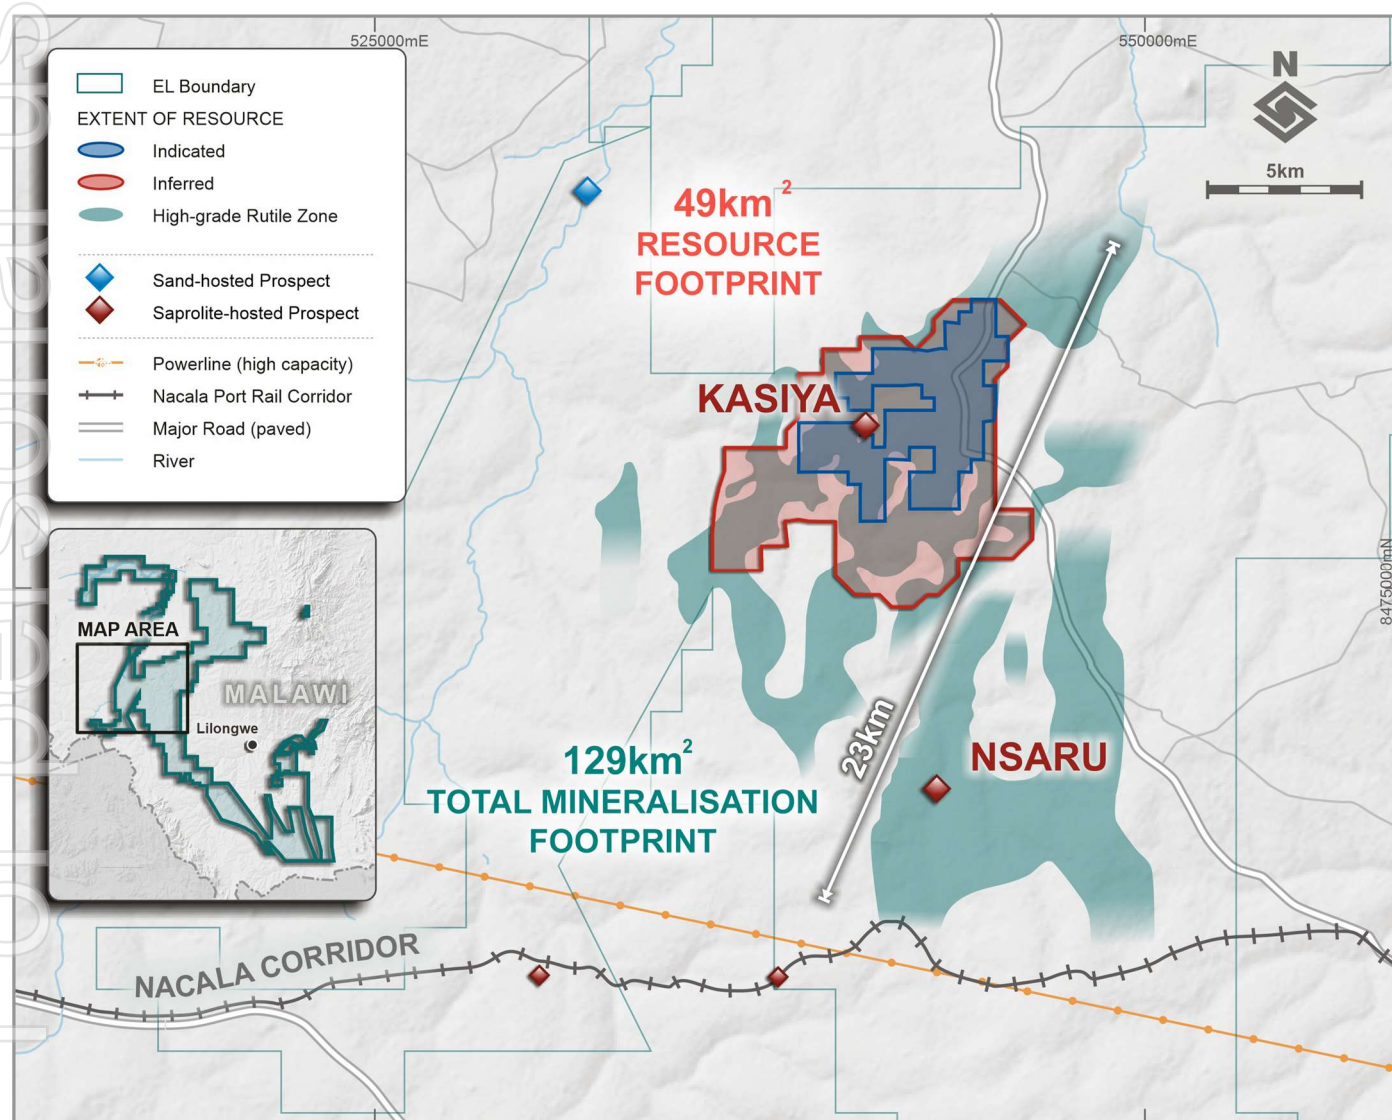 525000mE
550000mE
EL Boundary
EXTENT OF RESOURCE
Indicated
Inferred
High-grade Rutile Zone
Sand-hosted Prospect
Saprolite-hosted Prospect
Powerline (high capacity)
Nacala Port Rail Corridor
Major Road (paved)
River
N
5km
49km²
RESOURCE
FOOTPRINT
KASIYA
8475000mN
MAP AREA
MALAWI
Lilongwe
23km
NSARU
129km²
TOTAL MINERALISATION
FOOTPRINT
NACALA CORRIDOR